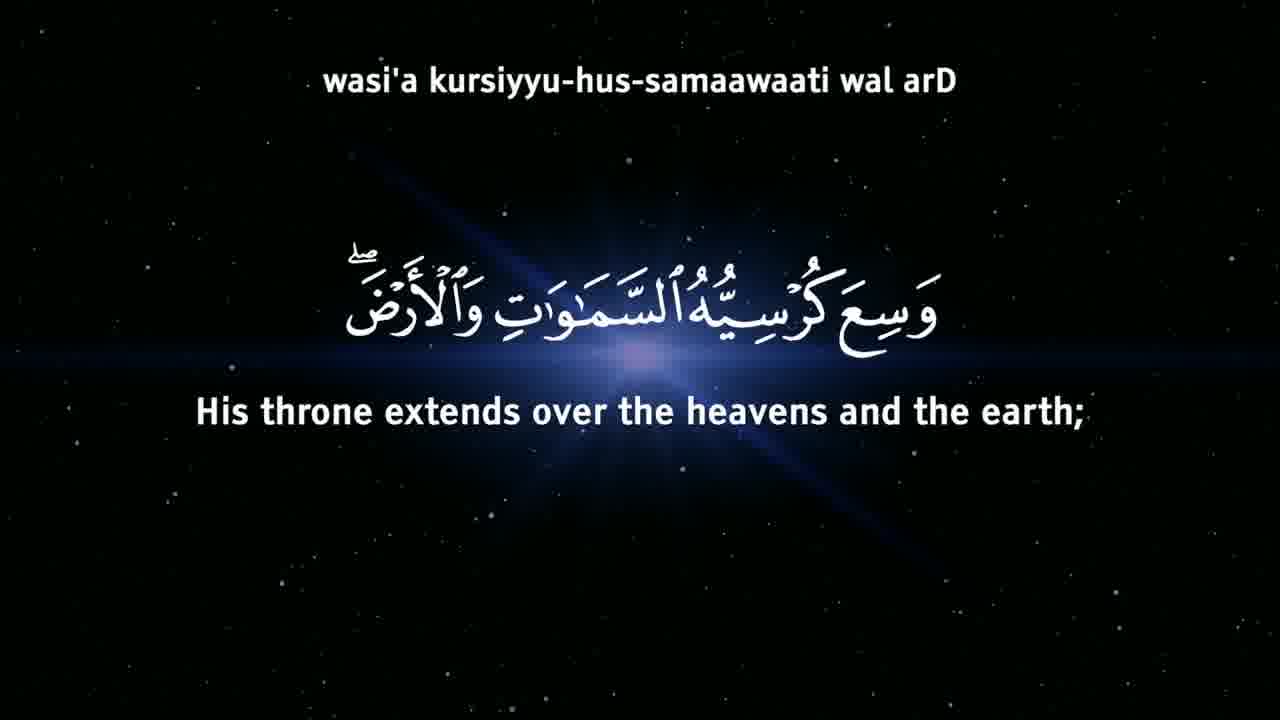 wasi'a kursiyyu-hus-samaawaati wal arD
وَسِعَ كُرْسِيُّهُ ٱلسَّمَـٰوَٰتِ وَٱلْأَرْضَ ۖ
His throne extends over the heavens and the earth;